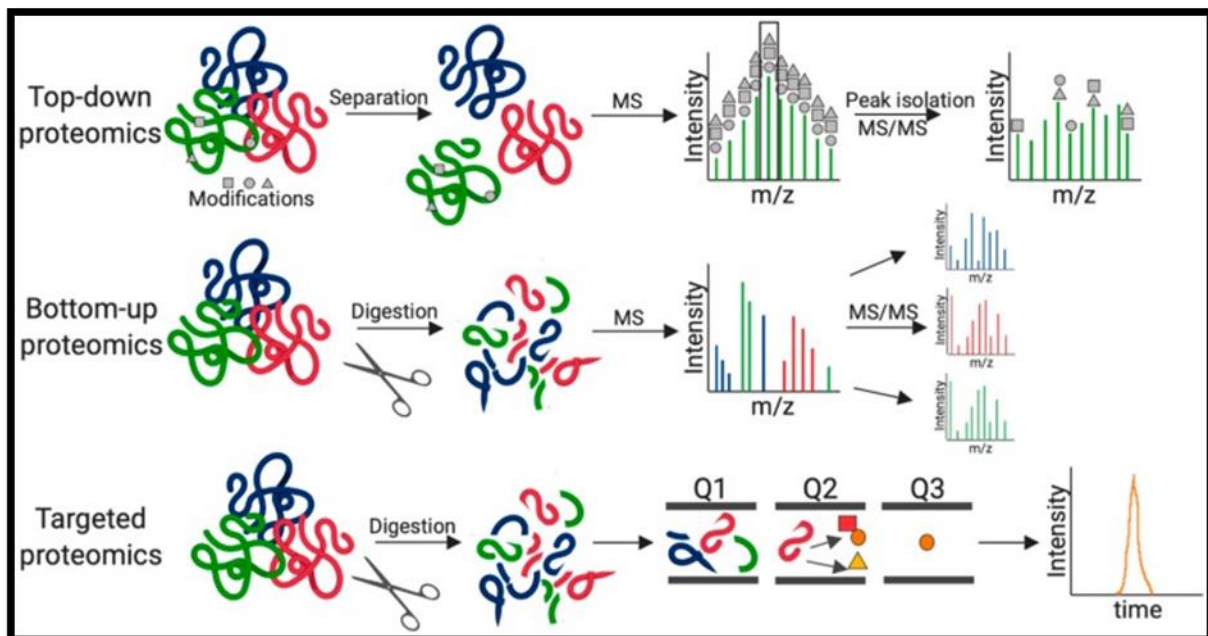 Top-down
proteomics
Separation
MS
Intensity
m/z
Peak isolation
MS/MS
Intensity
m/z
Modifications
Bottom-up
proteomics
Digestion
MS
Intensity
m/z
MS/MS
Intensity
m/z
Intensity
m/z
Intensity
m/z
Targeted
proteomics
Digestion
Q1
Q2
Q3
Intensity
time